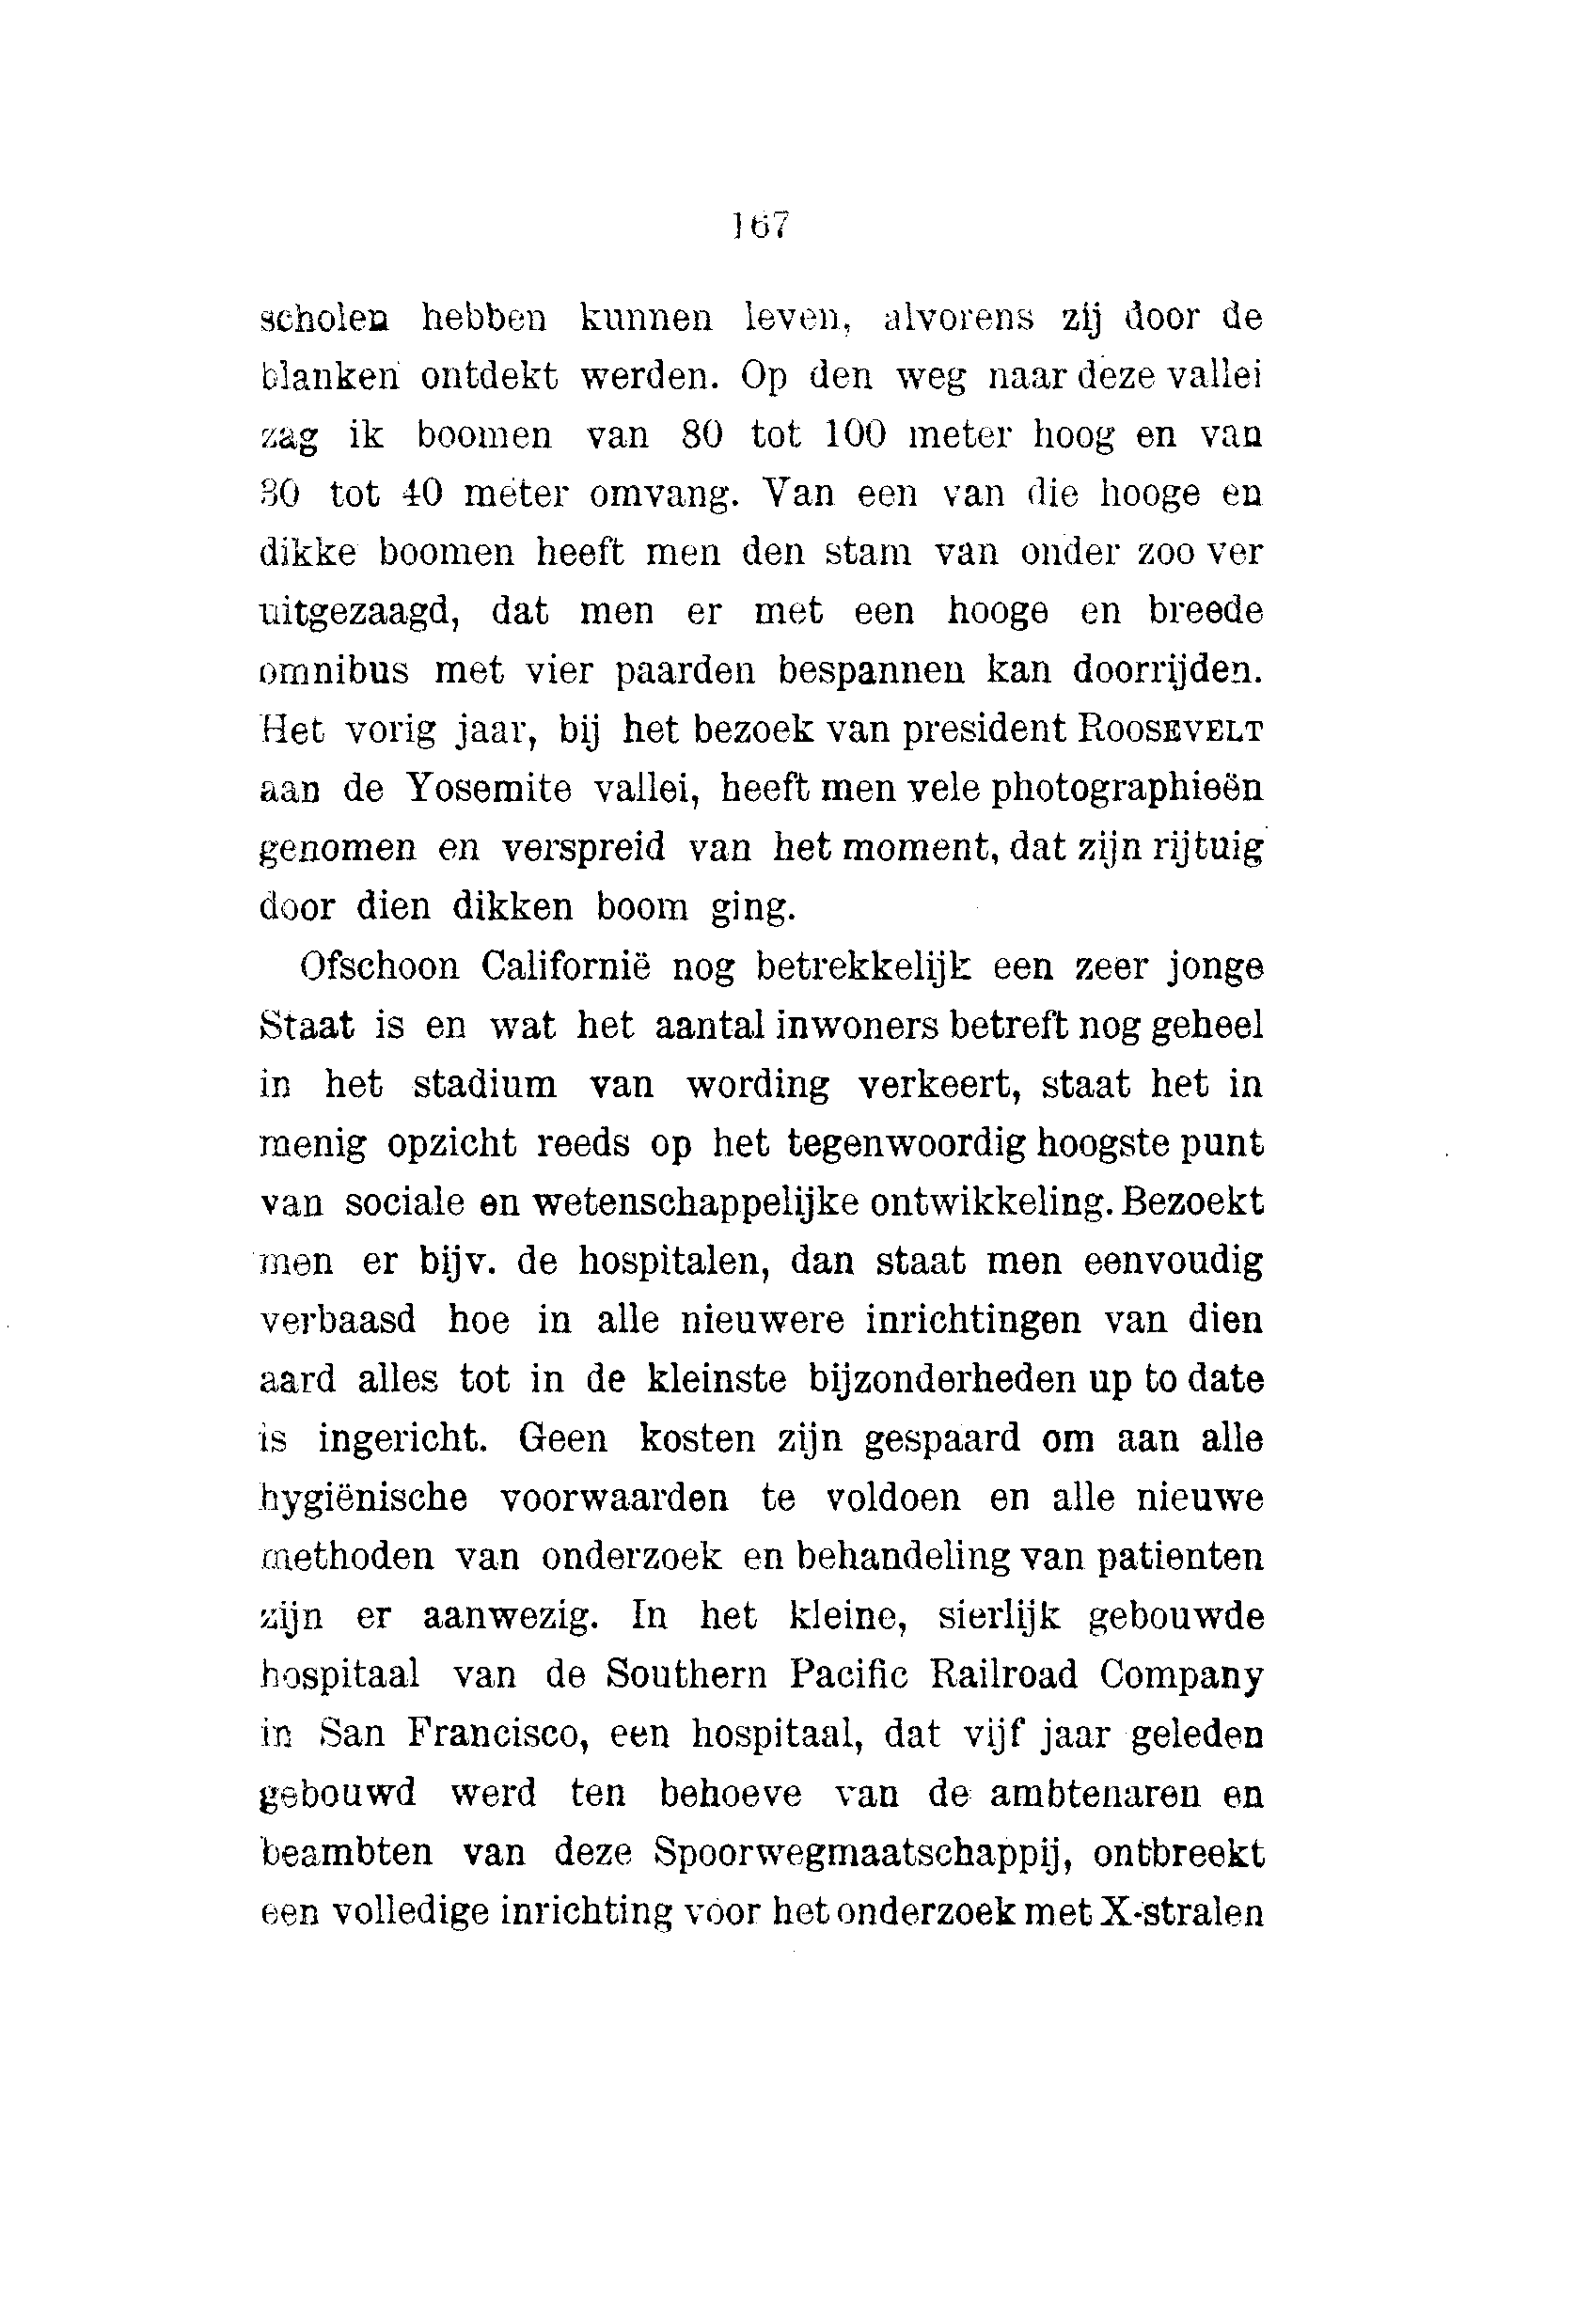 167
scholen hebben kunnen leven, alvorens zij door de
blanken ontdekt werden. Op den weg naar deze vallei
zag ik boomen van 80 tot 100 meter hoog en van
30 tot 40 meter omvang. Van een van die hooge en
dikke boomen heeft men den stam van onder zoo ver
uitgezaagd, dat men er met een hooge en breede
omnibus met vier paarden bespannen kan doorrijden.
Het vorig jaar, bij het bezoek van president ROOSEVELT
aan de Yosemite vallei, heeft men vele photographieën
genomen en verspreid van het moment, dat zijn rijtuig
door dien dikken boom ging.
Ofschoon Californië nog betrekkelijk een zeer jonge
Staat is en wat het aantal inwoners betreft nog geheel
in het stadium van wording verkeert, staat het in
menig opzicht reeds op het tegenwoordig hoogste punt
van sociale en wetenschappelijke ontwikkeling. Bezoekt
men er bijv. de hospitalen, dan staat men eenvoudig
verbaasd hoe in alle nieuwere inrichtingen van dien
aard alles tot in de kleinste bijzonderheden up to date
is ingericht. Geen kosten zijn gespaard om aan alle
hygiënische voorwaarden te voldoen en alle nieuwe
methoden van onderzoek en behandeling van patienten
zijn er aanwezig. In het kleine, sierlijk gebouwde
hospitaal van de Southern Pacific Railroad Company
in San Francisco, een hospitaal, dat vijf jaar geleden
gebouwd werd ten behoeve van de ambtenaren en
beambten van deze Spoorwegmaatschappij, ontbreekt
een volledige inrichting voor het onderzoek met X-stralen